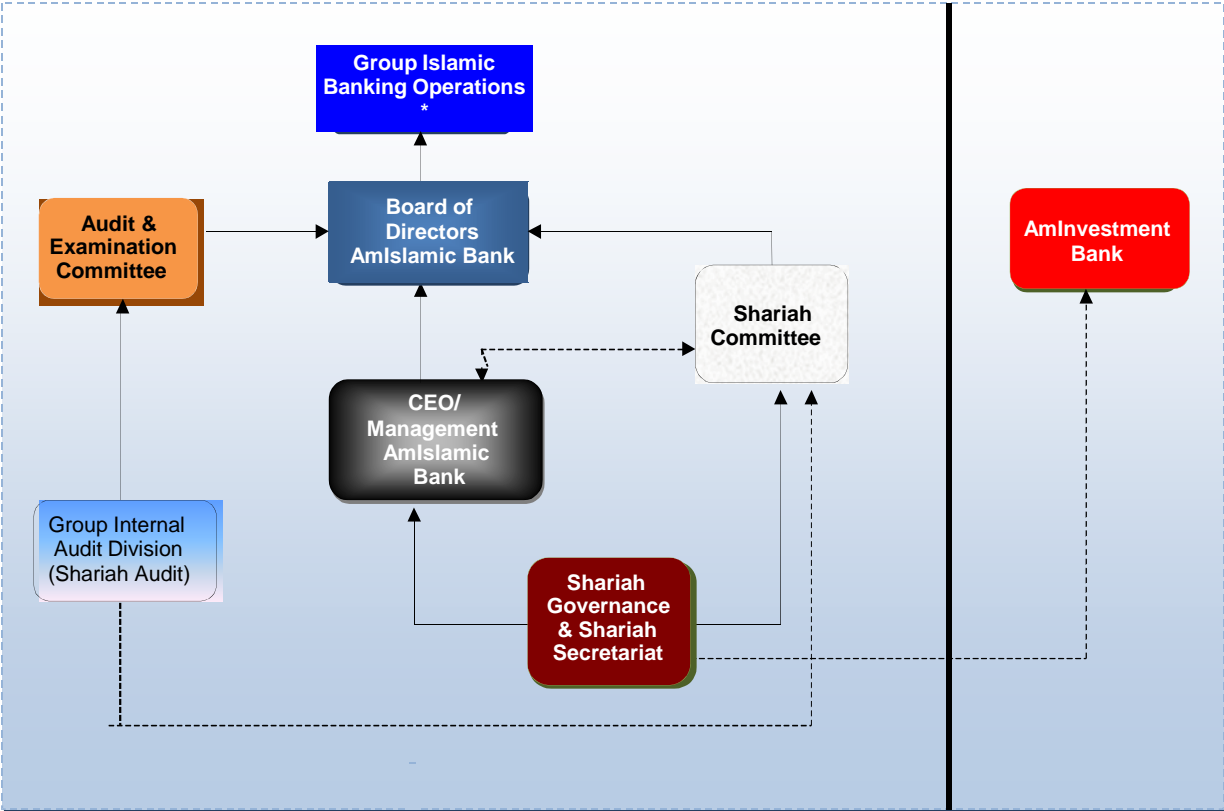 Group Islamic
Banking Operations
*
Board of
Directors
AmIslamic Bank
Audit &
Examination
Committee
AmInvestment
Bank
Shariah
Committee
CEO/
Management
AmIslamic
Bank
Group Internal
Audit Division
(Shariah Audit)
Shariah
Governance
& Shariah
Secretariat